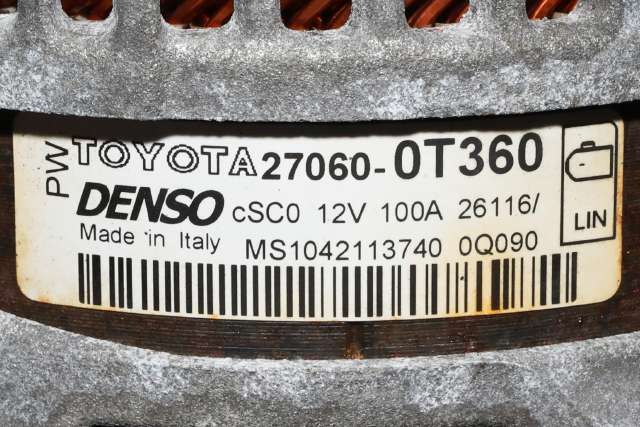 PW TOYOTA 27060-0T360
DENSO cSC0 12V 100A 26116/
Made in Italy MS1042113740 0Q090
LIN